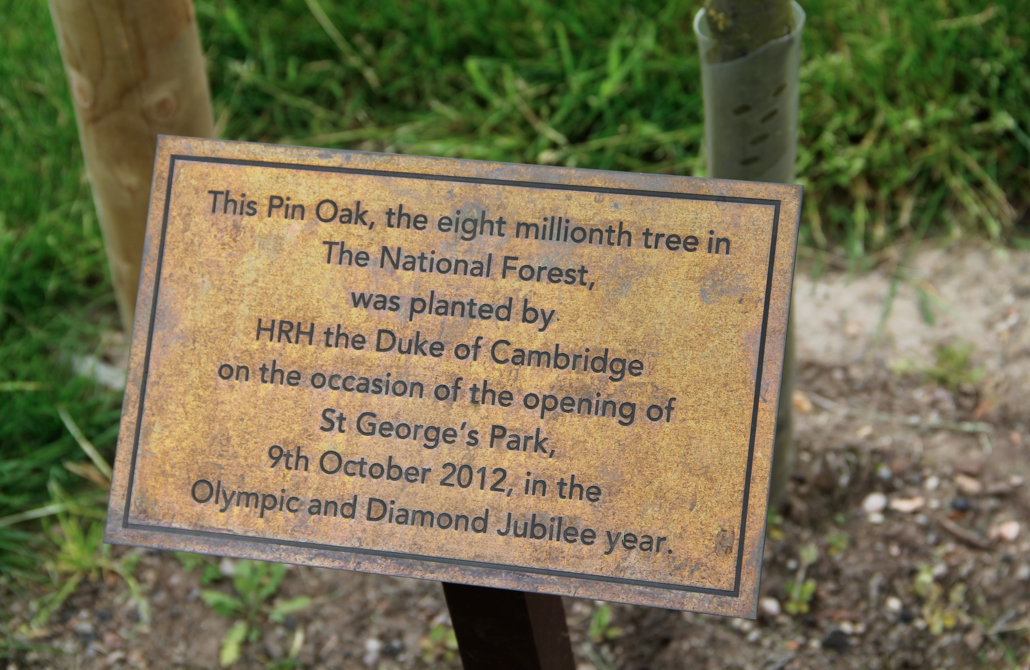 This Pin Oak, the eight millionth tree in
The National Forest,
was planted by
HRH the Duke of Cambridge
on the occasion of the opening of
St George's Park,
9th October 2012, in the
Olympic and Diamond Jubilee year.